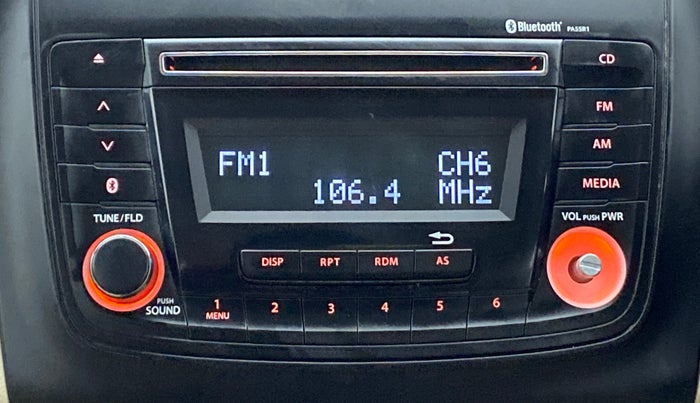 Bluetooth® PA5SR1
CD
FM
AM
MEDIA
FM1 CH6
106.4 MHz
TUNE/FLD
VOL PUSH PWR
DISP RPT RDM AS
PUSH
SOUND
1 2 3 4 5 6
MENU